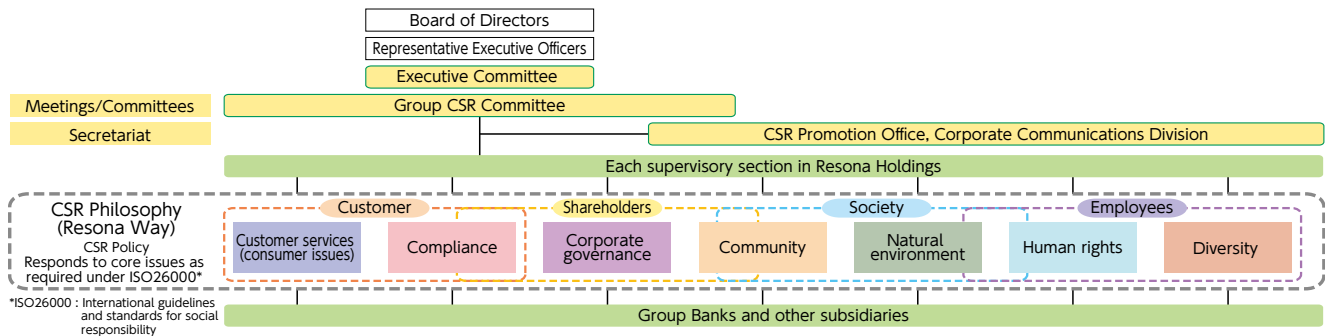 Board of Directors
Representative Executive Officers
Executive Committee
Meetings/Committees
Group CSR Committee
Secretariat
CSR Promotion Office, Corporate Communications Division
Each supervisory section in Resona Holdings
CSR Philosophy
(Resona Way)
CSR Policy
Responds to core issues as
required under ISO26000*
Customer
Shareholders
Society
Employees
Customer services
(consumer issues)
Compliance
Corporate
governance
Community
Natural
environment
Human rights
Diversity
*ISO26000 : International guidelines
and standards for social
responsibility
Group Banks and other subsidiaries